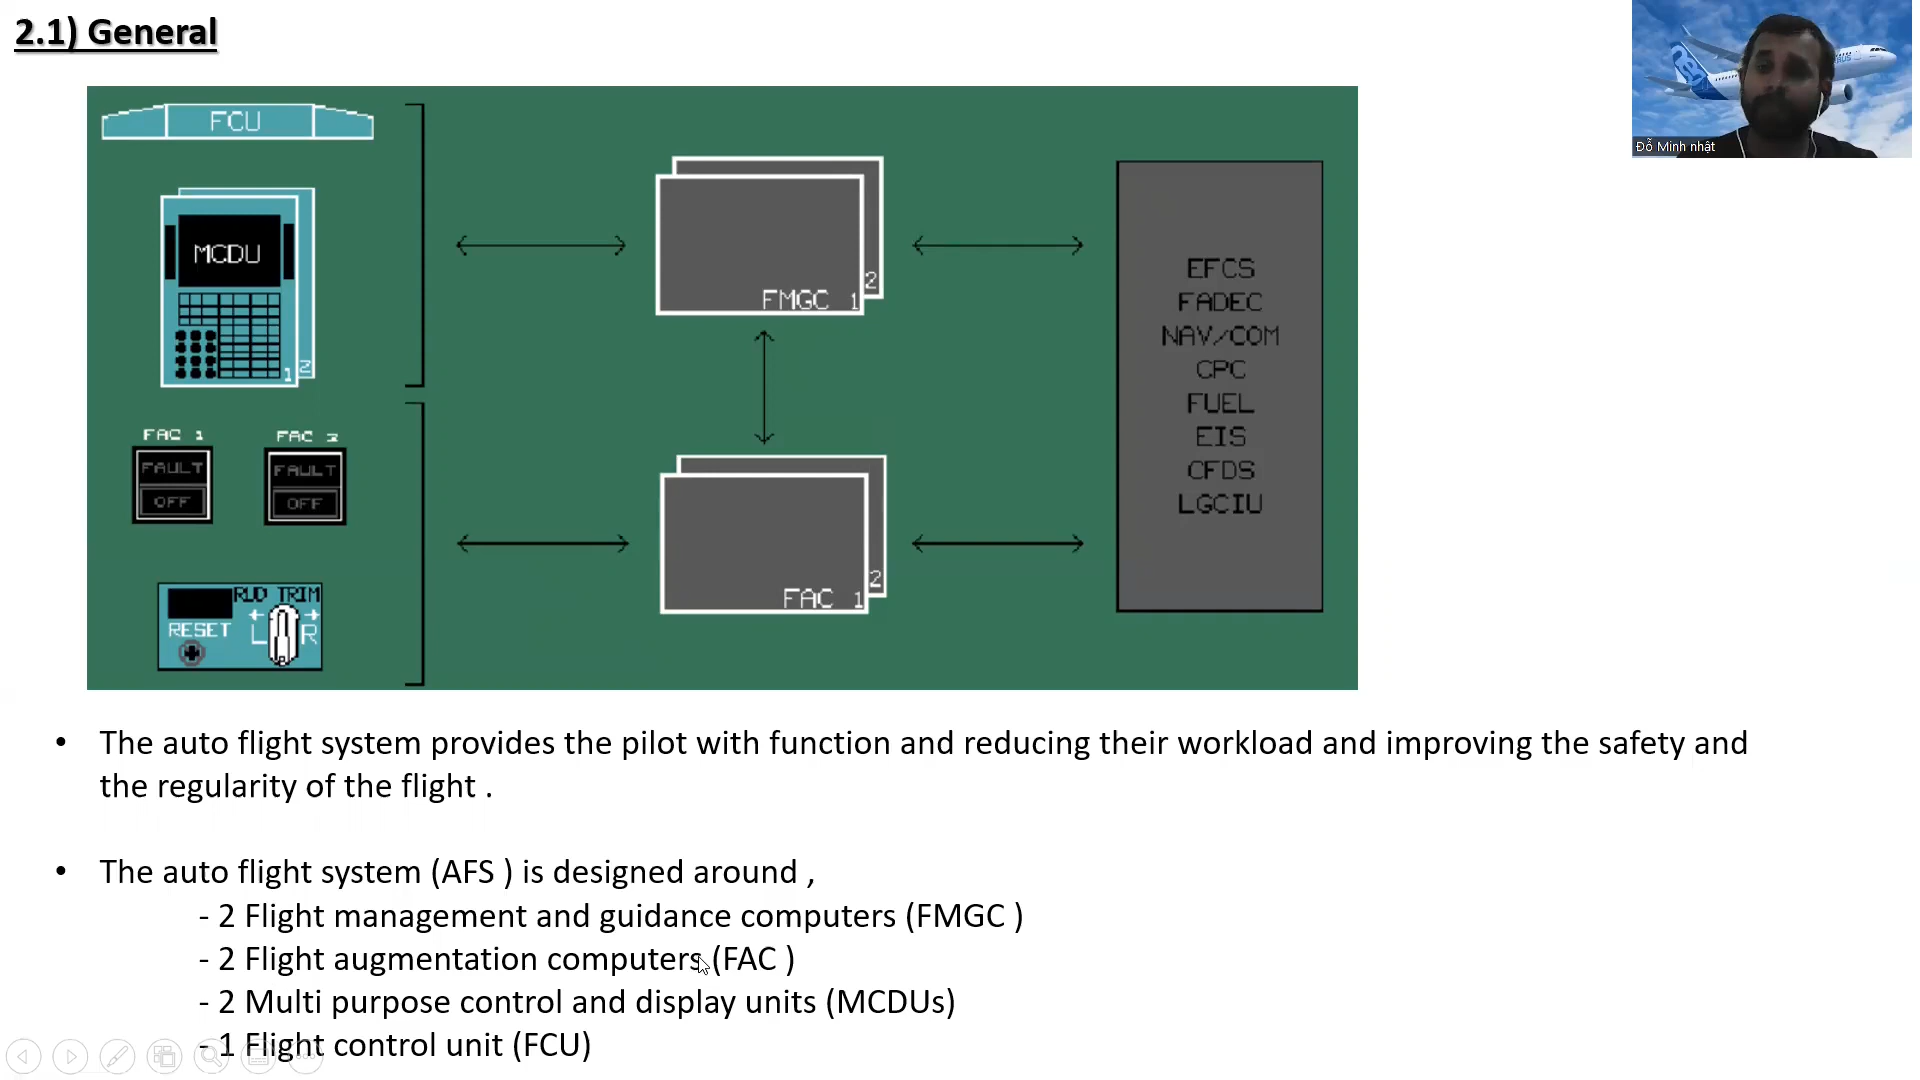 2.1) General
Đỗ Minh nhật
FCU
MCDU
1
2
FAC 1
FAULT
OFF
FAC 2
FAULT
OFF
RUD TRIM
RESET
L
R
FMGC 1
2
FAC 1
2
EFCS
FADEC
NAV/COM
CPC
FUEL
EIS
CFDS
LGCIU
• The auto flight system provides the pilot with function and reducing their workload and improving the safety and
the regularity of the flight .
• The auto flight system (AFS ) is designed around ,
- 2 Flight management and guidance computers (FMGC )
- 2 Flight augmentation computers (FAC )
- 2 Multi purpose control and display units (MCDUs)
- 1 Flight control unit (FCU)